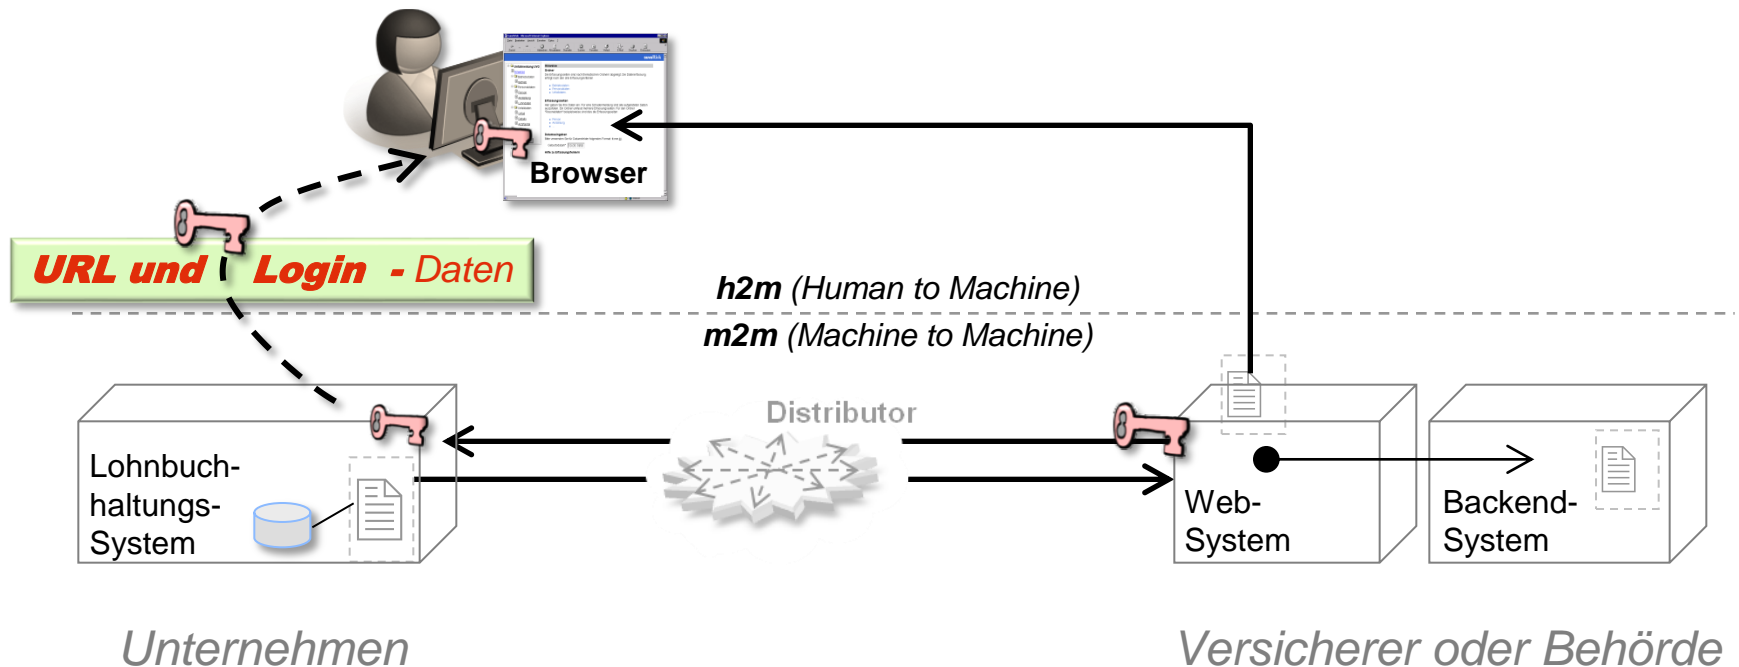 Browser
URL und Login - Daten
h2m (Human to Machine)
m2m (Machine to Machine)
Distributor
Lohnbuch-
haltungs-
System
Web-
System
Backend-
System
Unternehmen
Versicherer oder Behörde